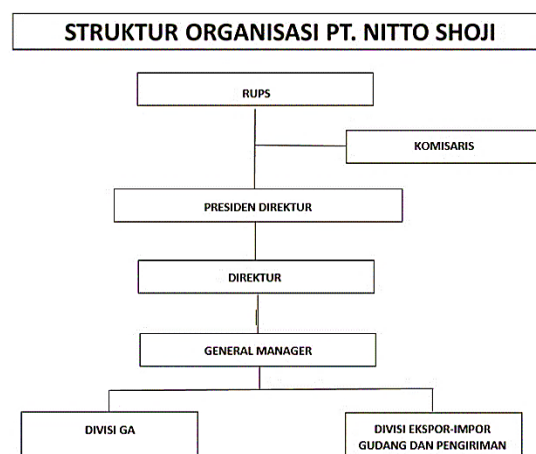 STRUKTUR ORGANISASI PT. NITTO SHOJI
RUPS
KOMISARIS
PRESIDEN DIREKTUR
DIREKTUR
GENERAL MANAGER
DIVISI GA
DIVISI EKSPOR-IMPOR
GUDANG DAN PENGIRIMAN